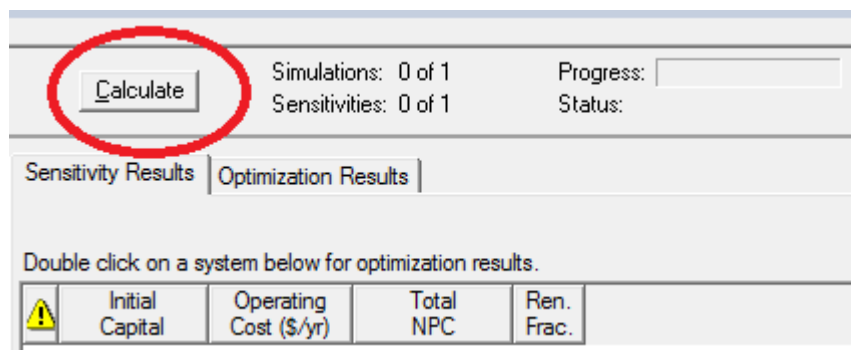 Calculate
Simulations: 0 of 1
Progress:
Sensitivities: 0 of 1
Status:
Sensitivity Results
Optimization Results
Double click on a system below for optimization results.
Initial Capital
Operating Cost ($/yr)
Total NPC
Ren. Frac.